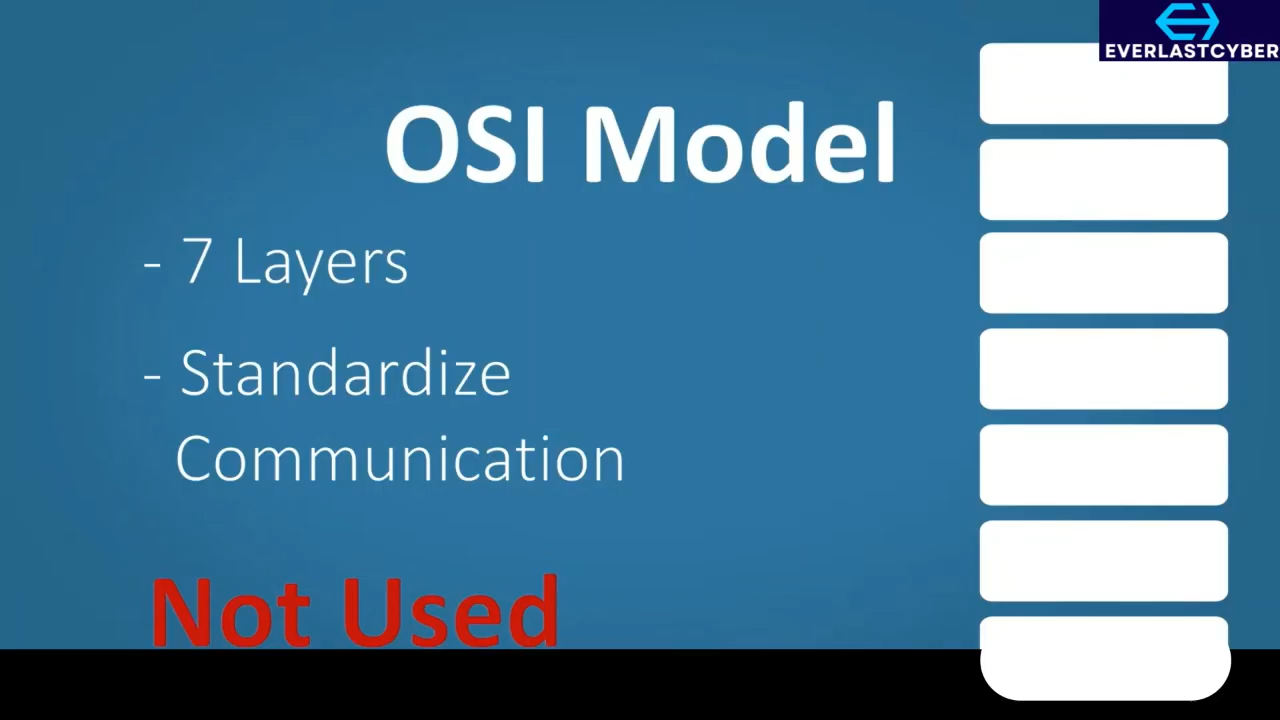 EVERLASTCYBER
OSI Model
- 7 Layers
- Standardize
Communication
Not Used